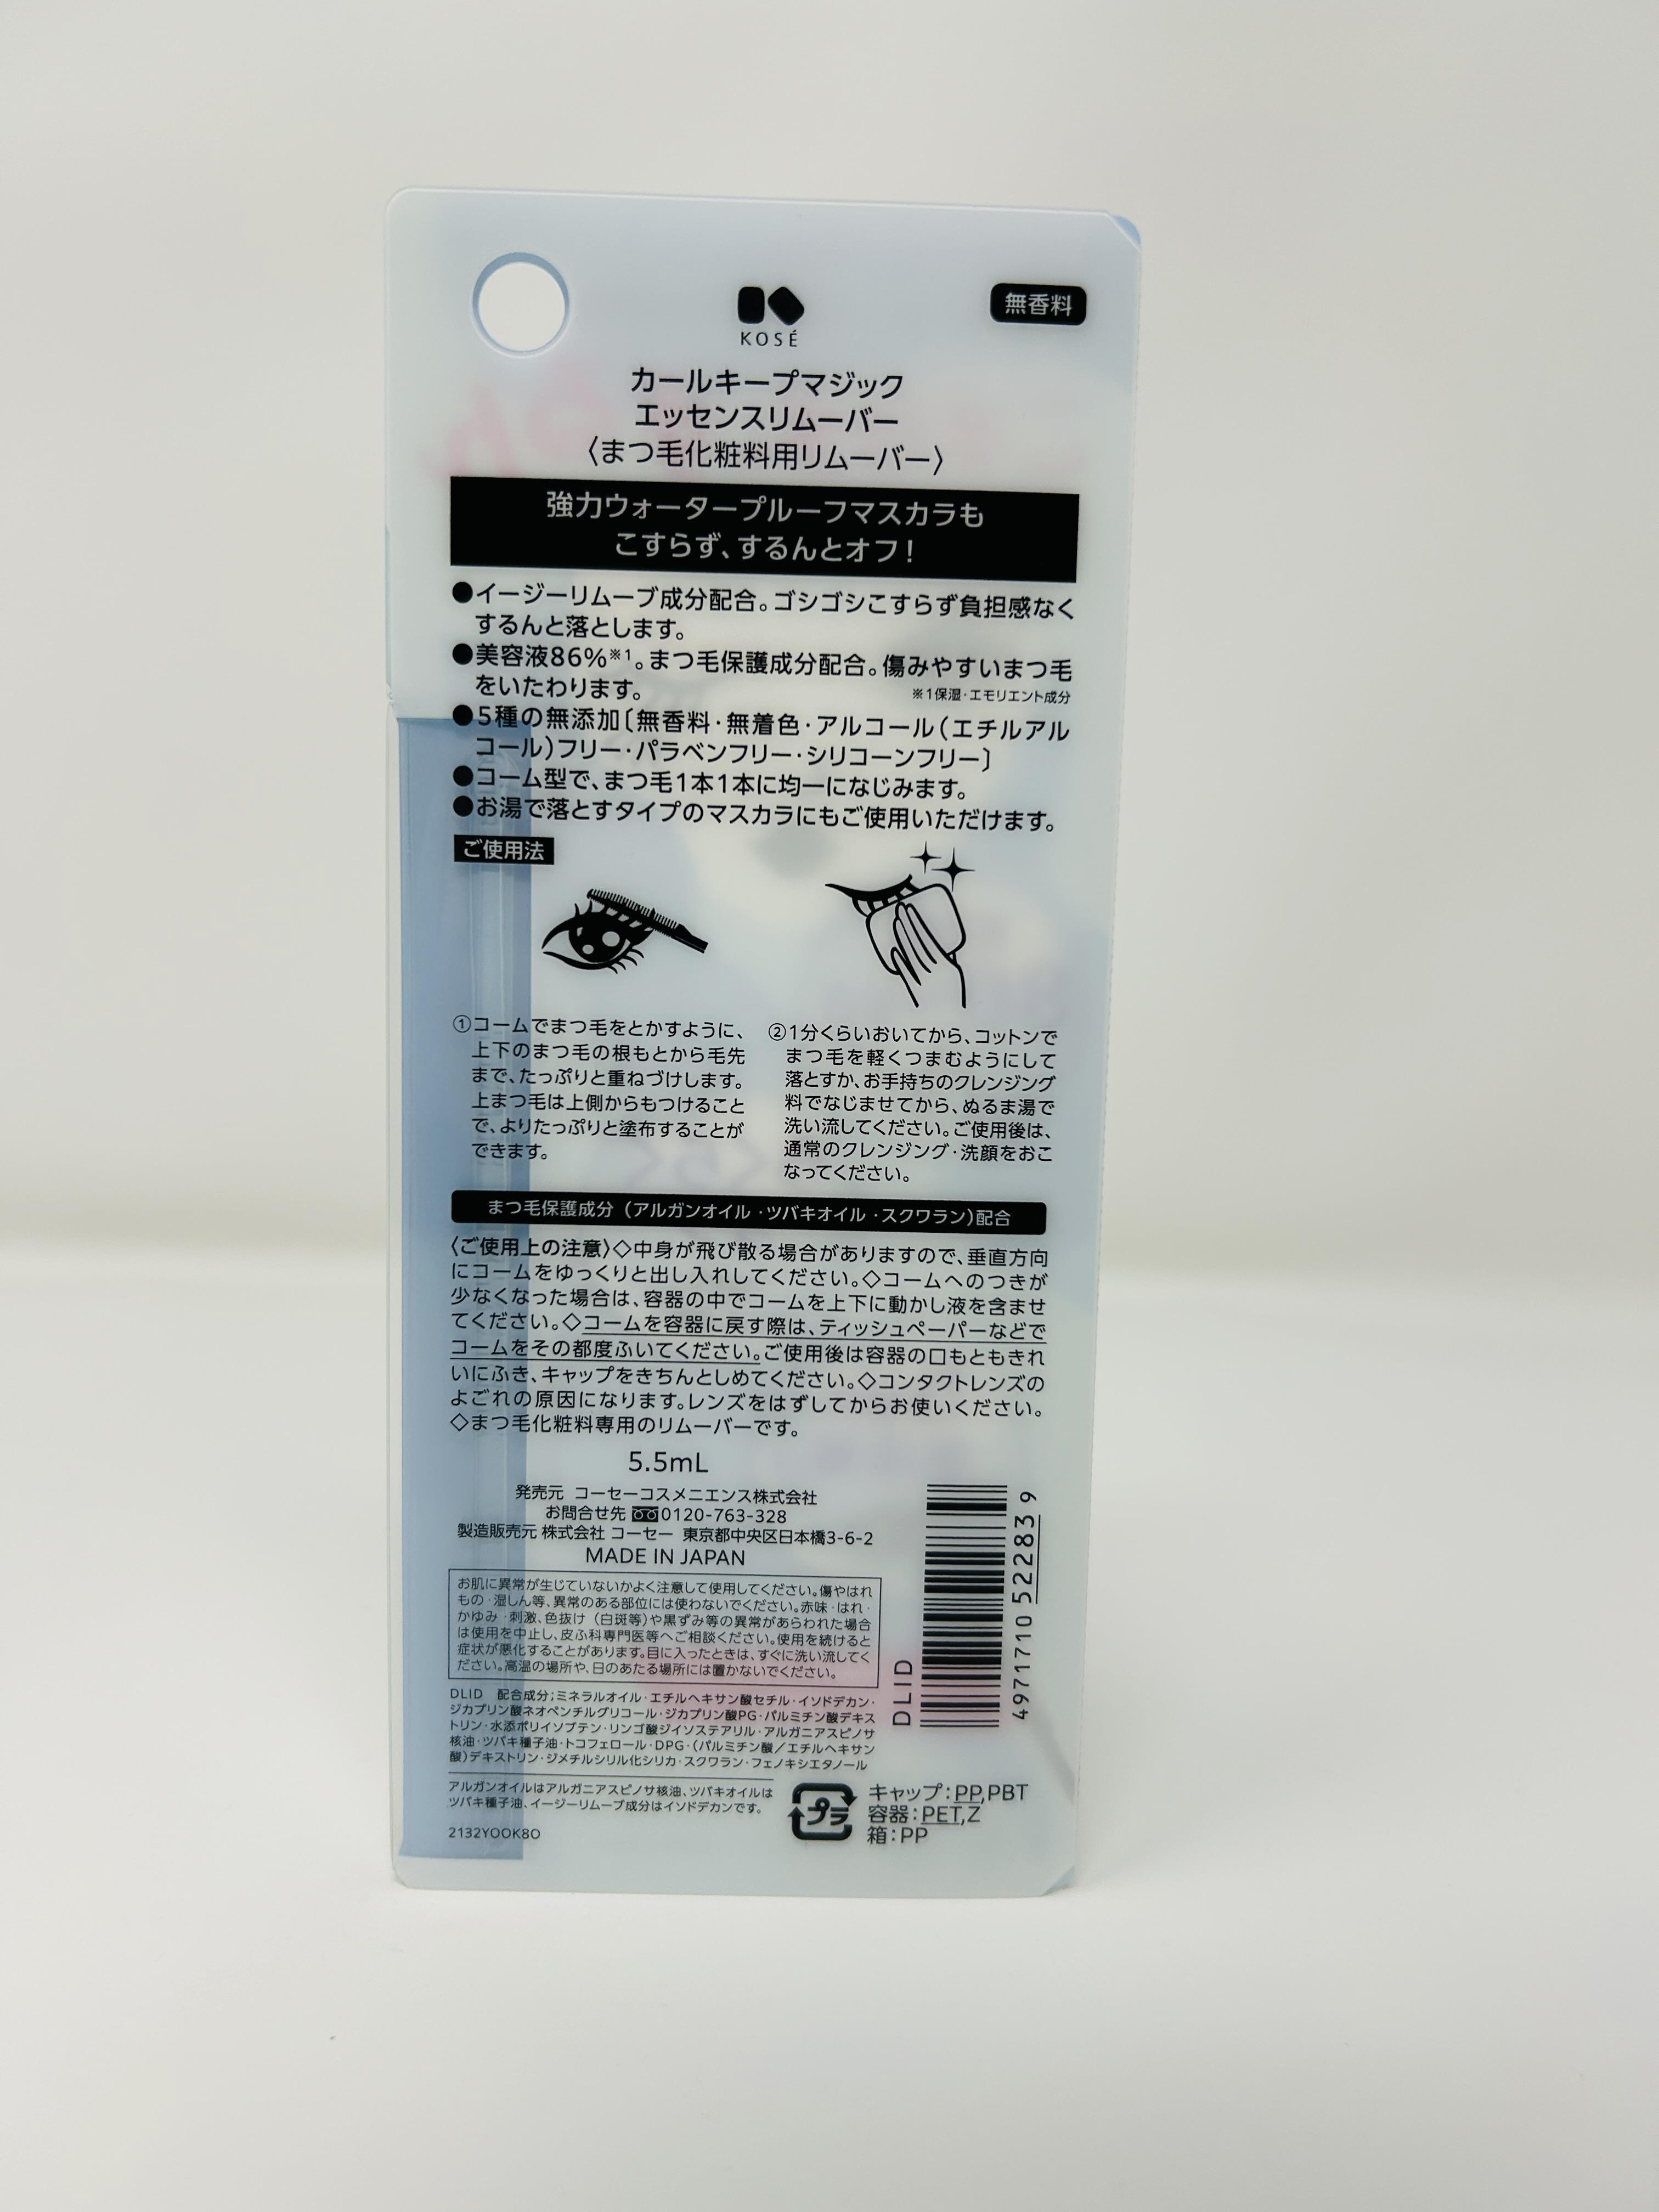 KOSÉ
無香料
カールキープマジック
エッセンスリムーバー
〈まつ毛化粧料用リムーバー〉
強力ウォータープルーフマスカラも
こすらず、するんとオフ！
●イージーリムーブ成分配合。ゴシゴシこすらず負担感なく
するんと落とします。
●美容液86%※1。まつ毛保護成分配合。傷みやすいまつ毛
をいたわります。
※1保湿・エモリエント成分
●5種の無添加〔無香料・無着色・アルコール（エチルアル
コール）フリー・パラベンフリー・シリコーンフリー〕
●コーム型で、まつ毛1本1本に均一になじみます。
●お湯で落とすタイプのマスカラにもご使用いただけます。
ご使用法
①コームでまつ毛をとかすように、
上下のまつ毛の根もとから毛先
まで、たっぷりと重ねづけします。
上まつ毛は上側からもつけること
で、よりたっぷりと塗布することが
できます。
②1分くらいおいてから、コットンで
まつ毛を軽くつまむようにして
落とすか、お手持ちのクレンジング
料でなじませてから、ぬるま湯で
洗い流してください。ご使用後は、
通常のクレンジング・洗顔をおこ
なってください。
まつ毛保護成分（アルガンオイル・ツバキオイル・スクワラン）配合
〈ご使用上の注意〉◇中身が飛び散る場合がありますので、垂直方向
にコームをゆっくりと出し入れしてください。◇コームへのつきが
少なくなった場合は、容器の中でコームを上下に動かし液を含ませ
てください。◇コームを容器に戻す際は、ティッシュペーパーなどで
コームをその都度ふいてください。ご使用後は容器の口もともきれ
いにふき、キャップをきちんとしめてください。◇コンタクトレンズの
よごれの原因になります。レンズをはずしてからお使いください。
◇まつ毛化粧料専用のリムーバーです。
5.5mL
発売元 コーセーコスメニエンス株式会社
お問合せ先 0120-763-328
製造販売元 株式会社 コーセー 東京都中央区日本橋3-6-2
MADE IN JAPAN
お肌に異常が生じていないかよく注意して使用してください。傷やはれ
もの・湿しん等、異常のある部位には使わないでください。赤味・はれ・
かゆみ・刺激、色抜け（白斑等）や黒ずみ等の異常があらわれた場合
は使用を中止し、皮ふ科専門医等へご相談ください。使用を続けると
症状が悪化することがあります。目に入ったときは、すぐに洗い流してく
ださい。高温の場所や、日のあたる場所には置かないでください。
DLID 配合成分；ミネラルオイル・エチルヘキサン酸セチル・イソドデカン・
ジカプリン酸ネオペンチルグリコール・ジカプリン酸PG・パルミチン酸デキス
トリン・水添ポリイソブテン・リンゴ酸ジイソステアリル・アルガニアスピノサ
核油・ツバキ種子油・トコフェロール・DPG・（パルミチン酸／エチルヘキサン
酸）デキストリン・ジメチルシリル化シリカ・スクワラン・フェノキシエタノール
アルガンオイルはアルガニアスピノサ核油、ツバキオイルは
ツバキ種子油、イージーリムーブ成分はイソドデカンです。
2132YOOK8O
DLID
4971710 522839
プラ
キャップ：PP,PBT
容器：PET,Z
箱：PP